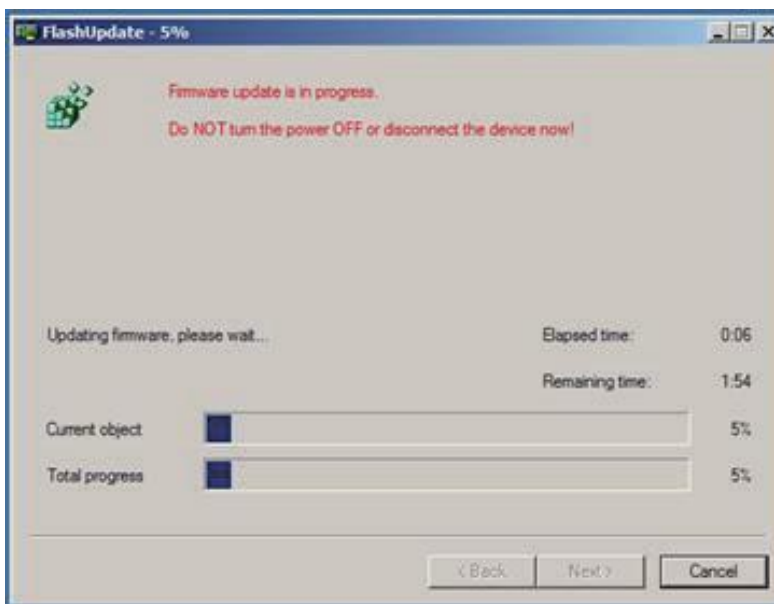 FlashUpdate - 5%
Firmware update is in progress.
Do NOT turn the power OFF or disconnect the device now!
Updating firmware, please wait...
Elapsed time: 0:06
Remaining time: 1:54
Current object 5%
Total progress 5%
< Back Next > Cancel